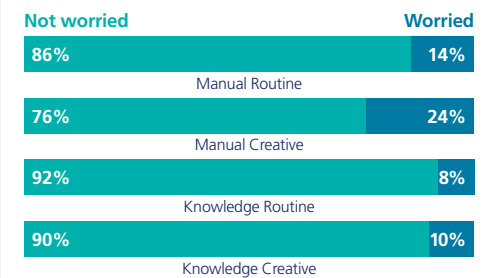 Not worried Worried
86% 14%
Manual Routine
76% 24%
Manual Creative
92% 8%
Knowledge Routine
90% 10%
Knowledge Creative